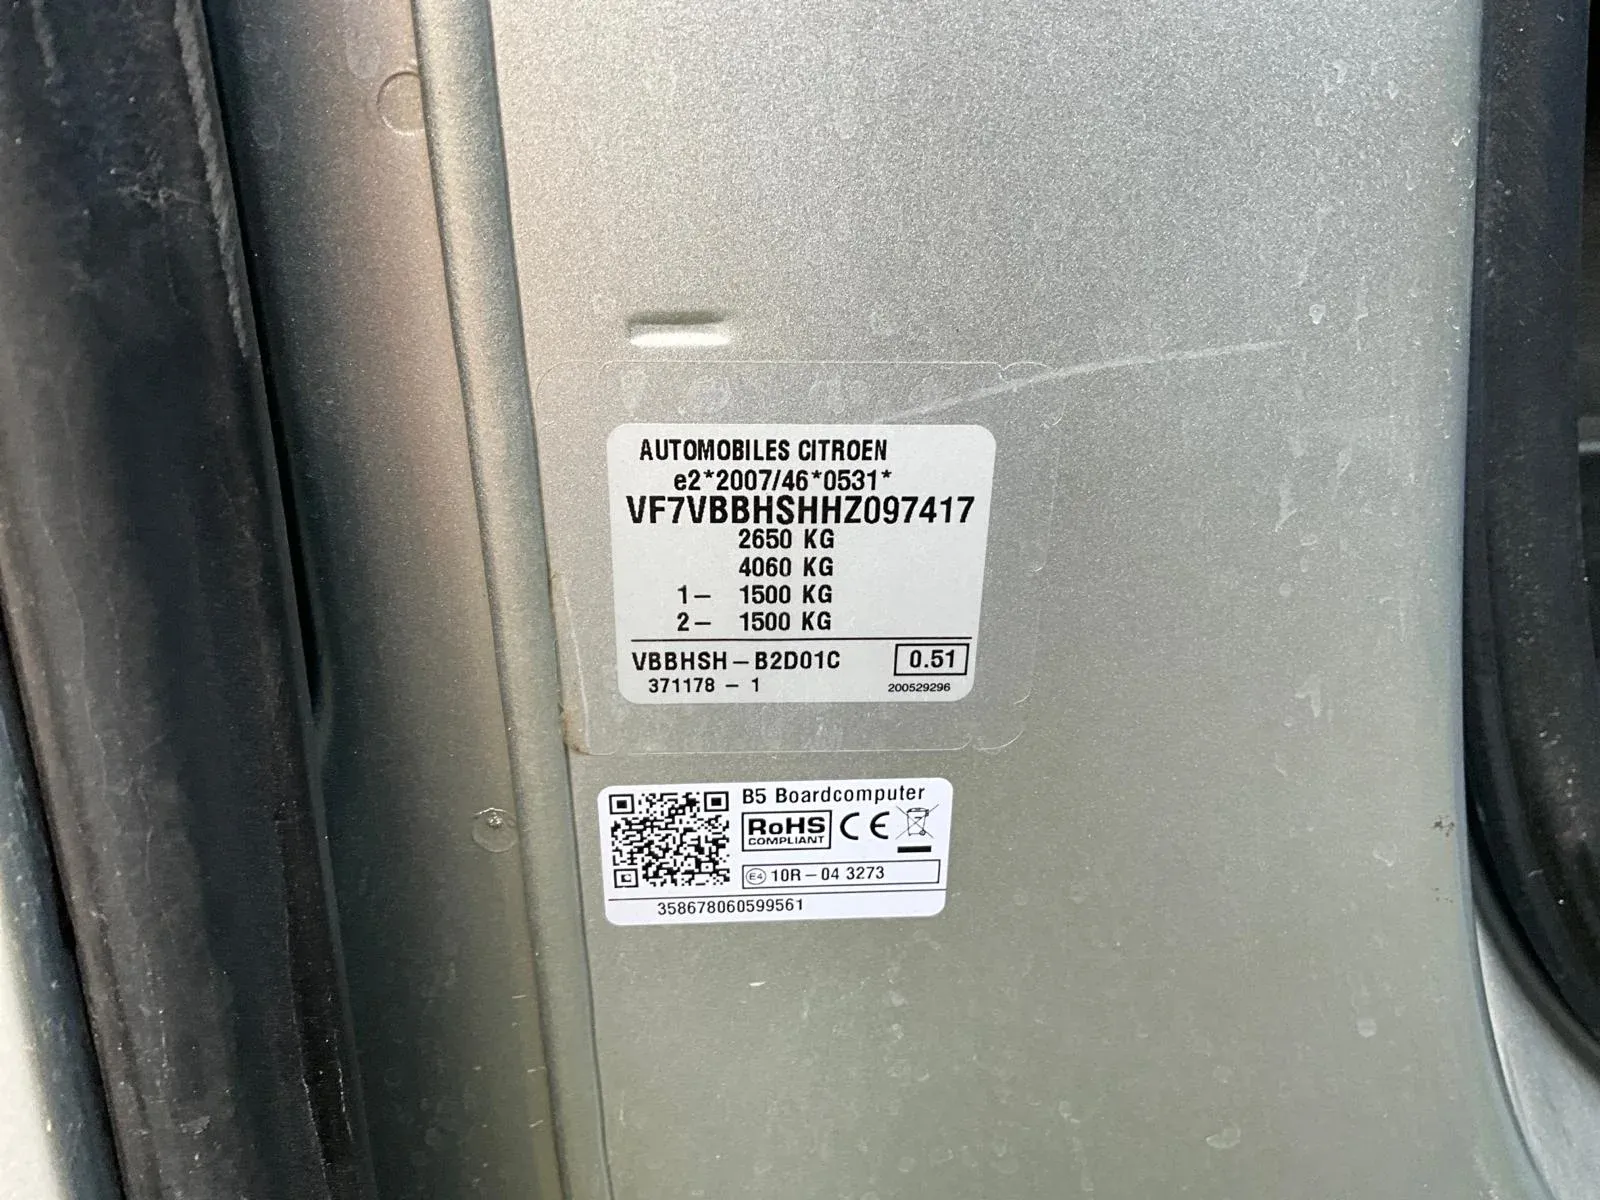 AUTOMOBILES CITROEN
e2*2007/46*0531*
VF7VBBHSHHZ097417
2650 KG
4060 KG
1– 1500 KG
2– 1500 KG
VBBHSH–B2D01C 0.51
371178 – 1 200529296
B5 Boardcomputer
RoHS CE
COMPLIANT
E4 10R–04 3273
358678060599561